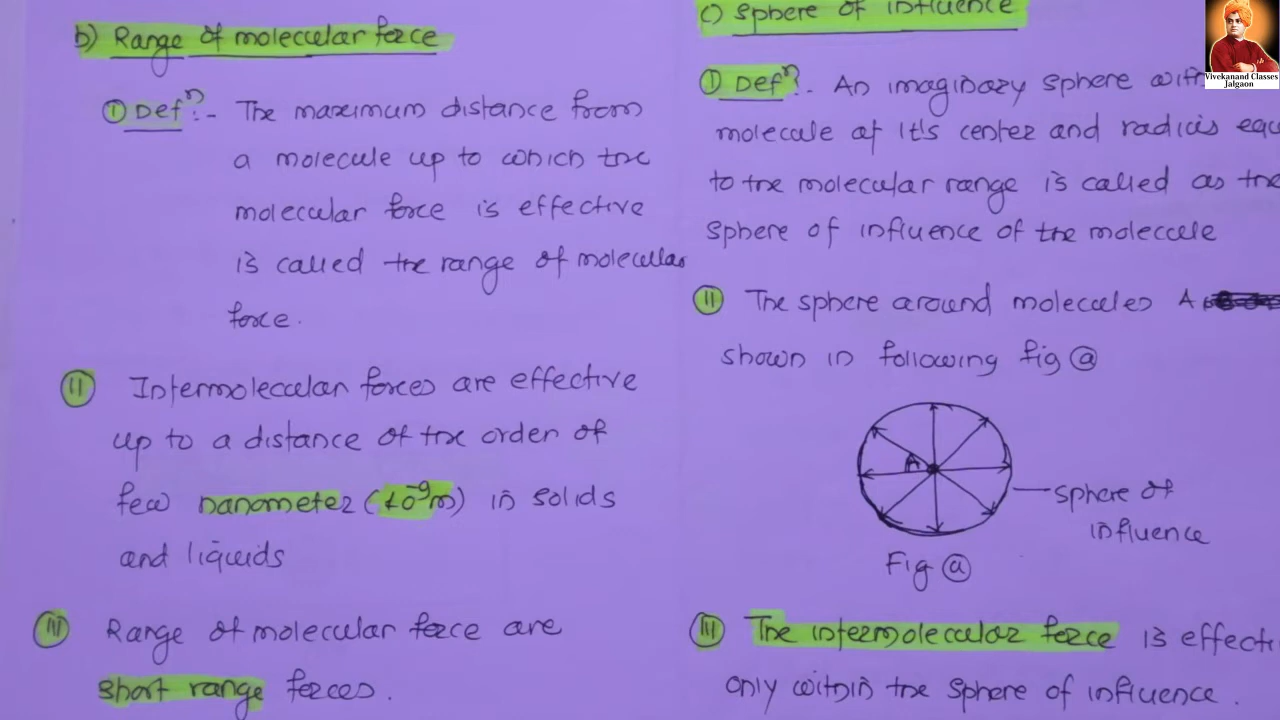 b) Range of molecular force
I) Defⁿ:- The maximum distance from
a molecule up to which the
molecular force is effective
is called the range of molecular
force.
II) Intermolecular forces are effective
up to a distance of the order of
few nanometer (10⁻⁹m) in solids
and liquids
III) Range of molecular force are
short range forces.
c) Sphere of influence
I) Defⁿ. An imaginary sphere with
molecule at it's center and radius equ
to the molecular range is called as the
sphere of influence of the molecule
II) The sphere around molecules A
shown in following fig (a)
A
sphere of
influence
Fig (a)
III) The intermolecular force is effecti
only within the sphere of influence.
Vivekanand Classes
Jalgaon